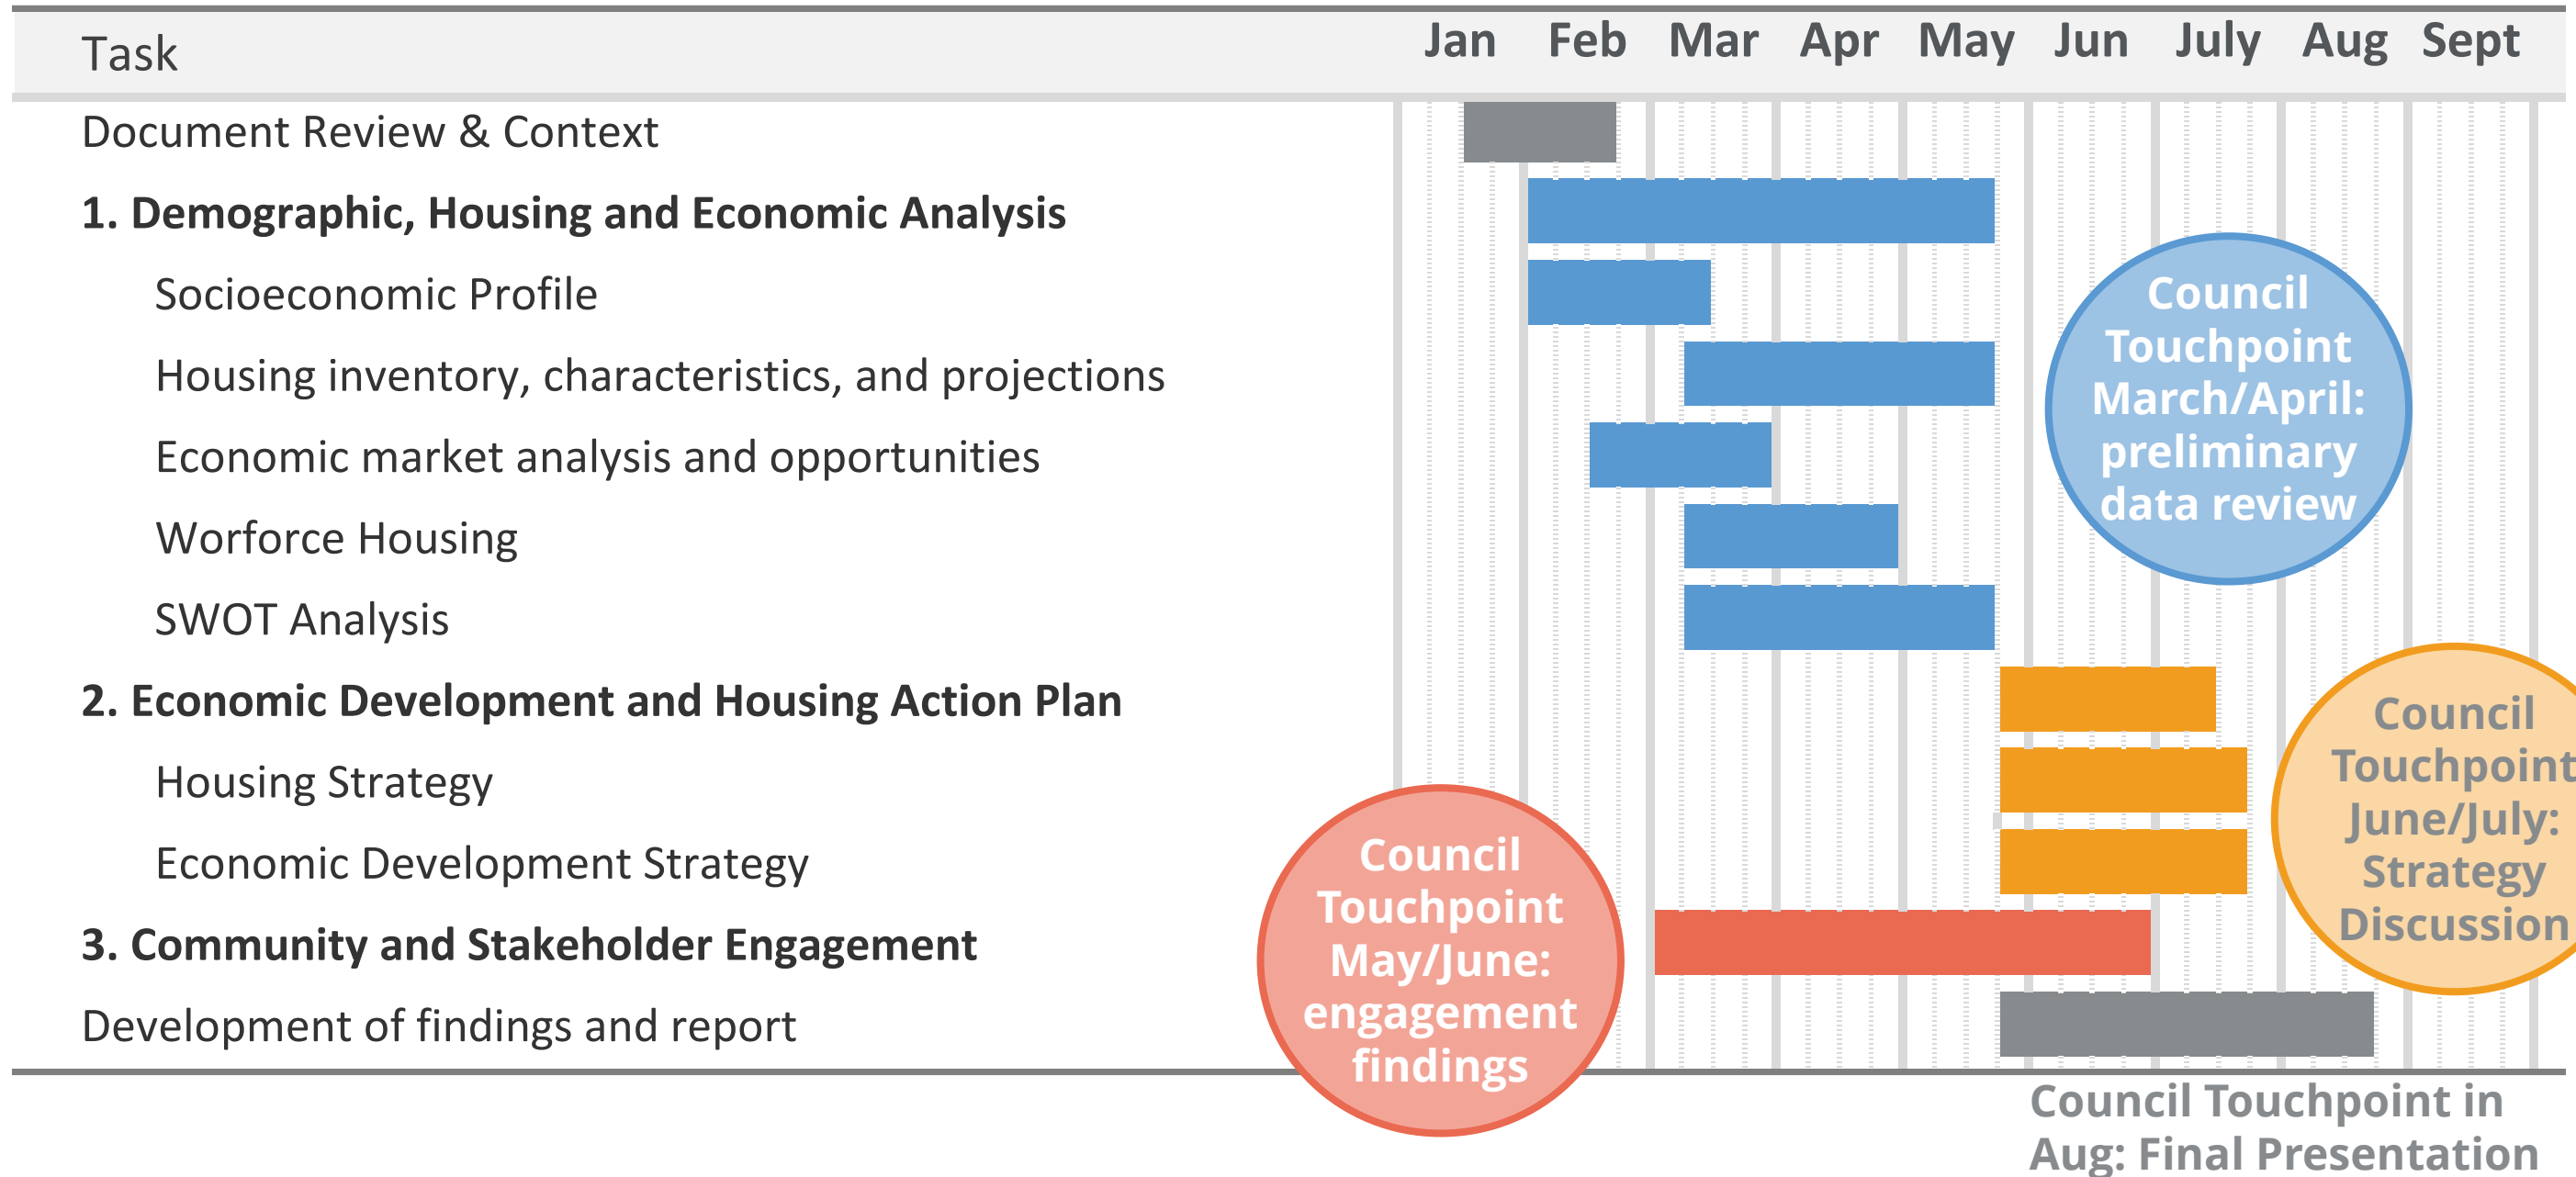 Task Jan Feb Mar Apr May Jun July Aug Sept
Document Review & Context
1. Demographic, Housing and Economic Analysis
Socioeconomic Profile
Housing inventory, characteristics, and projections
Economic market analysis and opportunities
Worforce Housing
SWOT Analysis
2. Economic Development and Housing Action Plan
Housing Strategy
Economic Development Strategy
3. Community and Stakeholder Engagement
Development of findings and report
Council
Touchpoint
March/April:
preliminary
data review
Council
Touchpoint
June/July:
Strategy
Discussion
Council
Touchpoint
May/June:
engagement
findings
Council Touchpoint in
Aug: Final Presentation